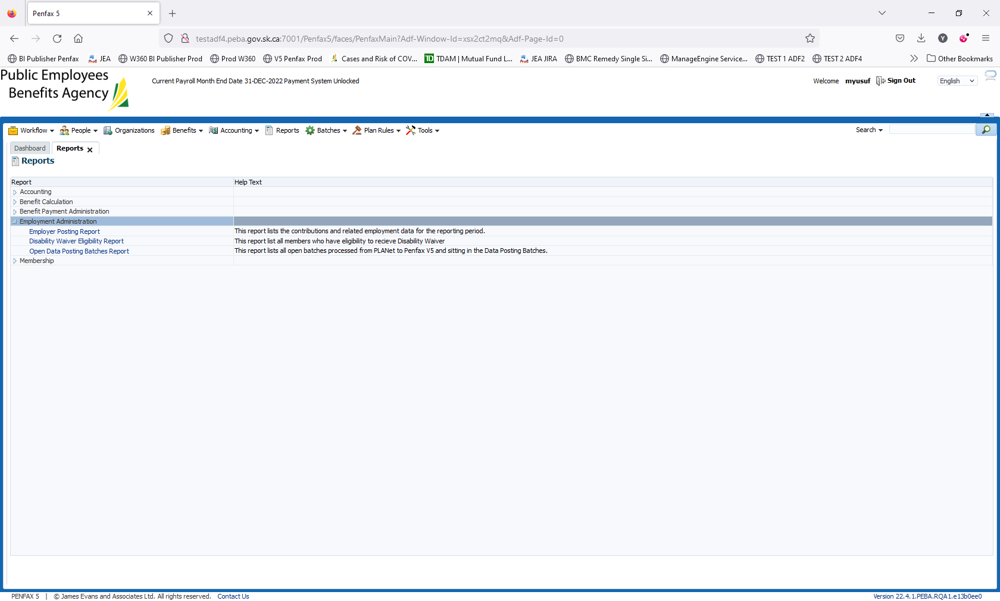 Penfax 5
testadf4.peba.gov.sk.ca:7001/Penfax5/faces/PenfaxMain?Adf-Window-Id=xsx2ct2mq&Adf-Page-Id=0
Y
BI Publisher Penfax JEA W360 BI Publisher Prod Prod W360 V5 Penfax Prod Cases and Risk of COV... TD TDAM | Mutual Fund L... JEA JIRA BMC Remedy Single Si... ManageEngine Service... TEST 1 ADF2 TEST 2 ADF4 Other Bookmarks
Public Employees
Benefits Agency
Current Payroll Month End Date 31-DEC-2022 Payment System Unlocked
Welcome myusuf Sign Out English
Workflow People Organizations Benefits Accounting Reports Batches Plan Rules Tools Search
Dashboard Reports
Reports
Report Help Text
Accounting
Benefit Calculation
Benefit Payment Administration
Employment Administration
Employer Posting Report This report lists the contributions and related employment data for the reporting period.
Disability Waiver Eligibility Report This report list all members who have eligibility to recieve Disability Waiver
Open Data Posting Batches Report This report lists all open batches processed from PLANet to Penfax V5 and sitting in the Data Posting Batches.
Membership
PENFAX 5 | © James Evans and Associates Ltd. All rights reserved. Contact Us Version 22.4.1.PEBA.RQA1.e13b0ee0